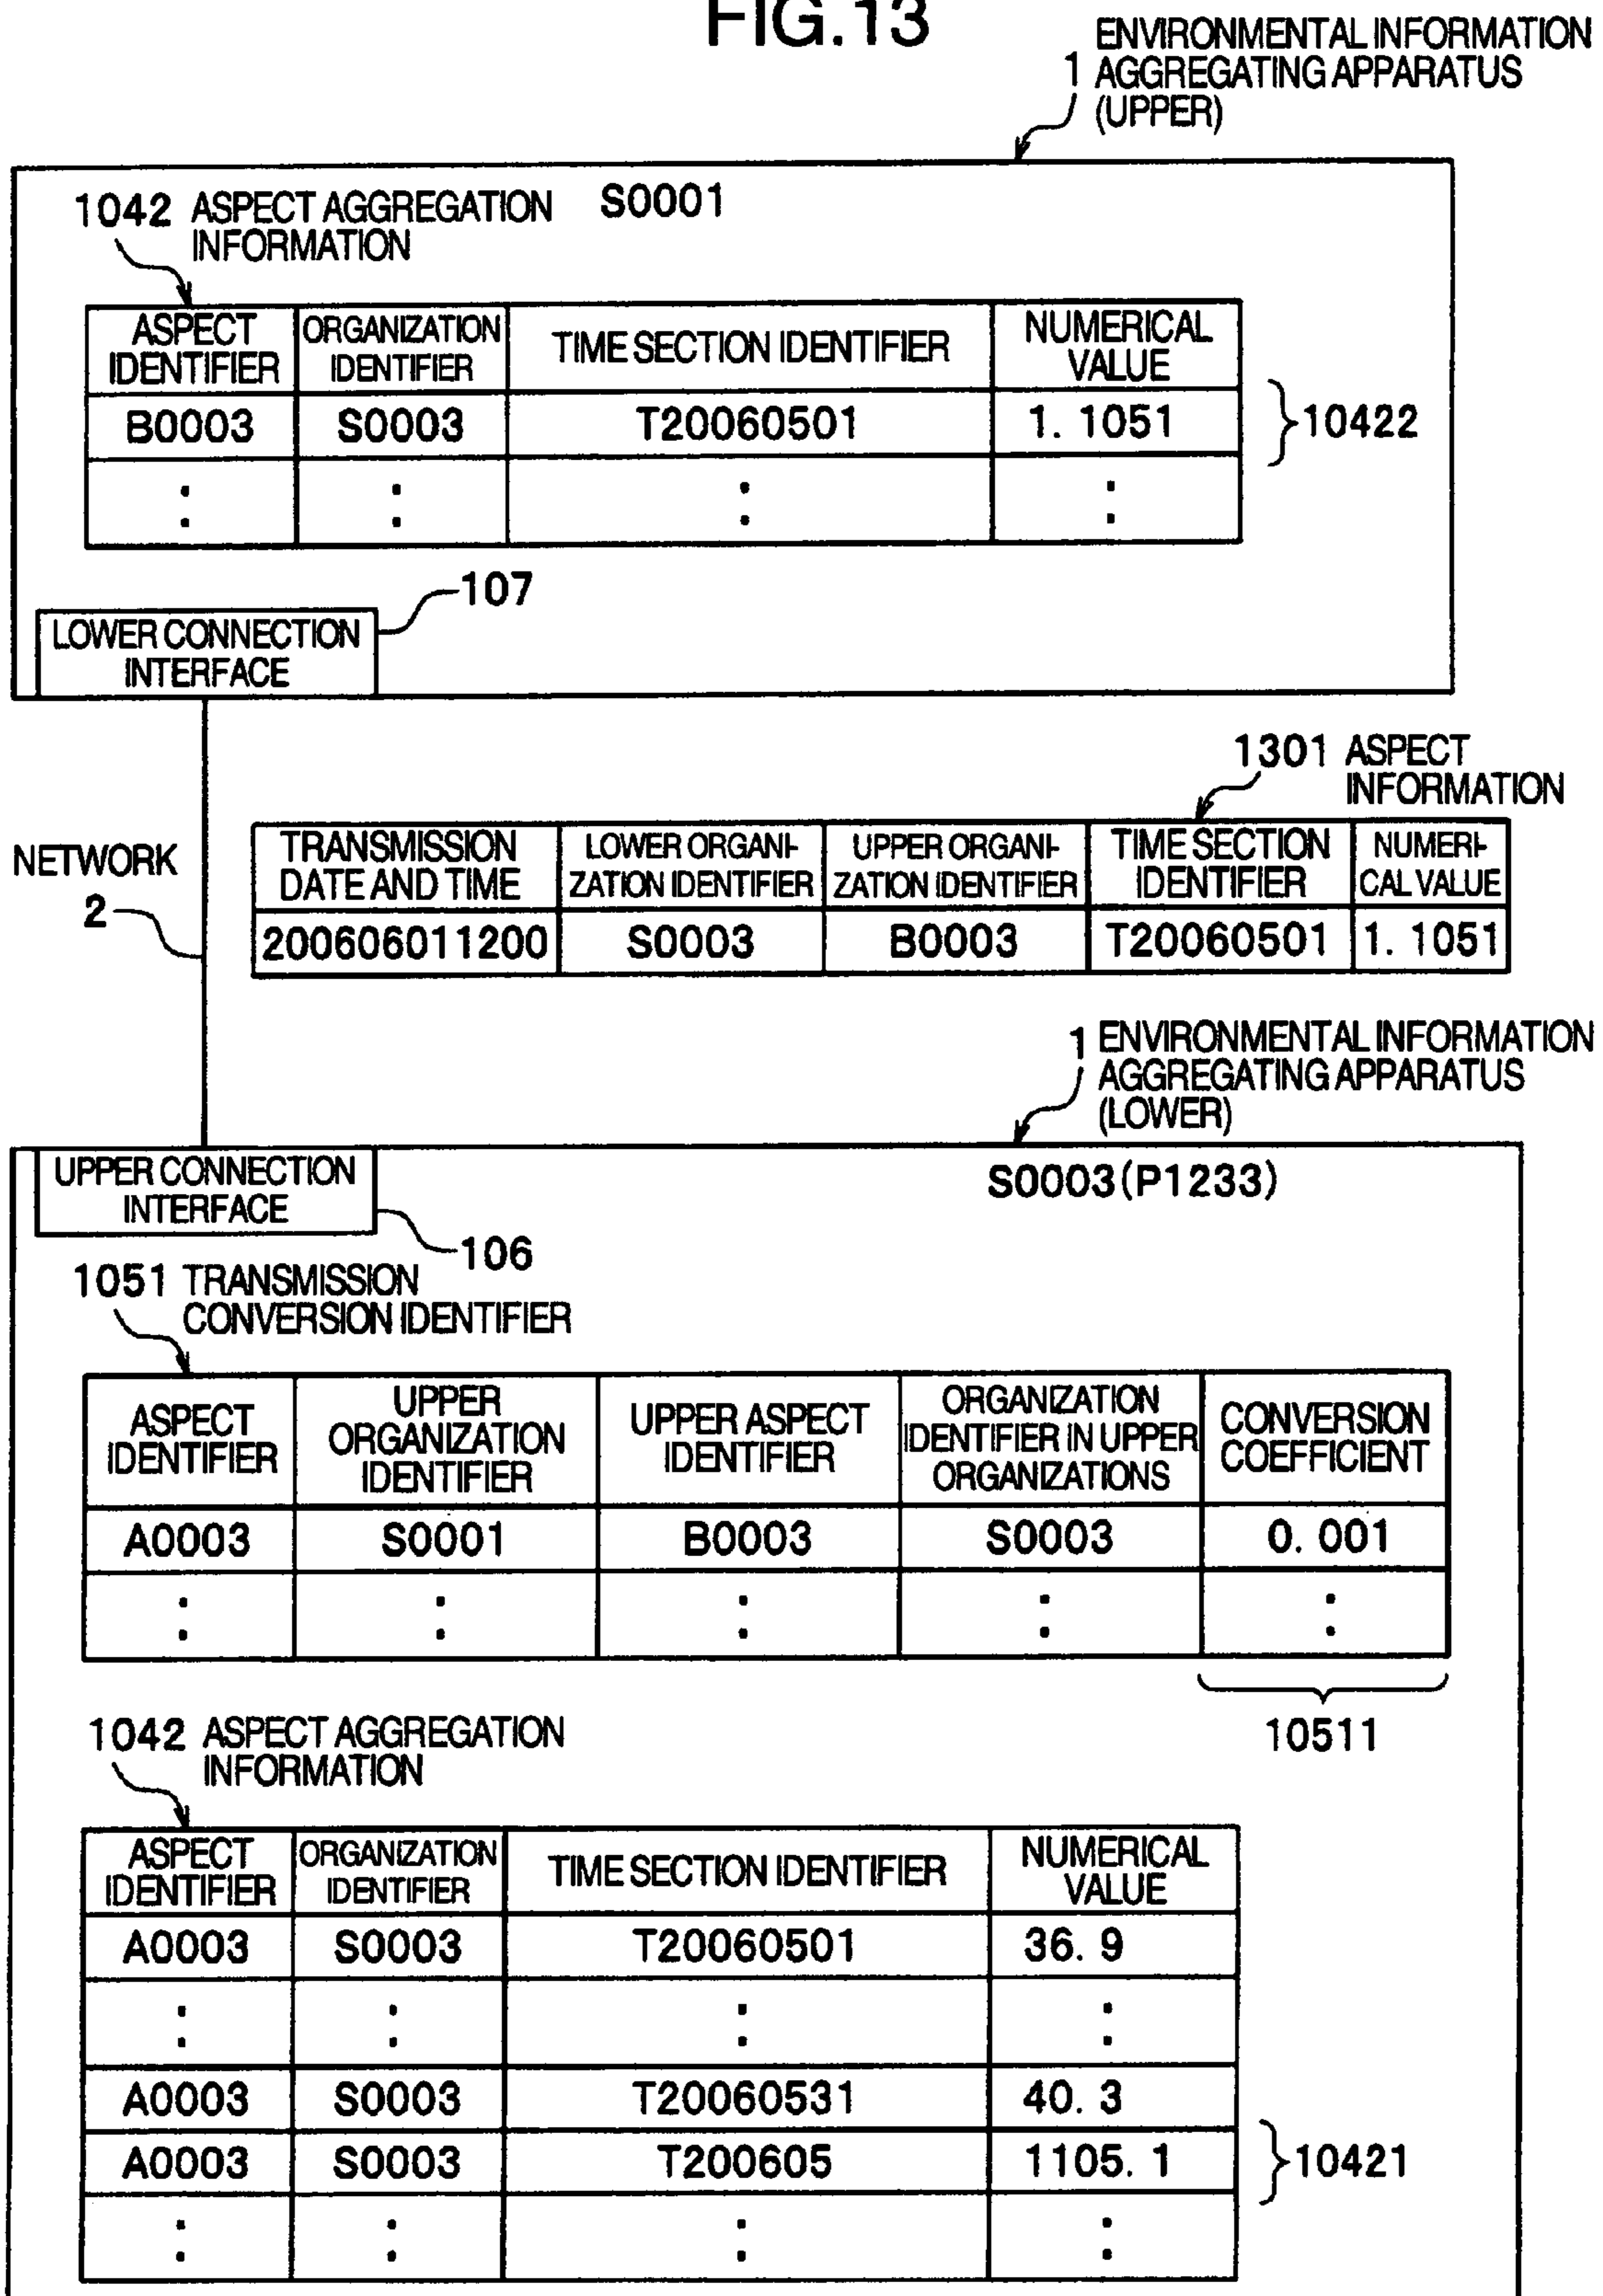 FIG.13
ENVIRONMENTAL INFORMATION
1 AGGREGATING APPARATUS
(UPPER)
1042 ASPECT AGGREGATION S0001
INFORMATION
ASPECT IDENTIFIER ORGANIZATION IDENTIFIER TIME SECTION IDENTIFIER NUMERICAL VALUE
B0003 S0003 T20060501 1. 1051
10422
: : : :
107
LOWER CONNECTION
INTERFACE
1301 ASPECT
INFORMATION
NETWORK
2
TRANSMISSION DATE AND TIME LOWER ORGANI-ZATION IDENTIFIER UPPER ORGANI-ZATION IDENTIFIER TIME SECTION IDENTIFIER NUMERI-CAL VALUE
200606011200 S0003 B0003 T20060501 1. 1051
1 ENVIRONMENTAL INFORMATION
AGGREGATING APPARATUS
(LOWER)
UPPER CONNECTION
INTERFACE
S0003(P1233)
106
1051 TRANSMISSION
CONVERSION IDENTIFIER
ASPECT IDENTIFIER UPPER ORGANIZATION IDENTIFIER UPPER ASPECT IDENTIFIER ORGANIZATION IDENTIFIER IN UPPER ORGANIZATIONS CONVERSION COEFFICIENT
A0003 S0001 B0003 S0003 0. 001
: : : : :
10511
1042 ASPECT AGGREGATION
INFORMATION
ASPECT IDENTIFIER ORGANIZATION IDENTIFIER TIME SECTION IDENTIFIER NUMERICAL VALUE
A0003 S0003 T20060501 36. 9
: : : :
A0003 S0003 T20060531 40. 3
A0003 S0003 T200605 1105. 1
10421
: : : :